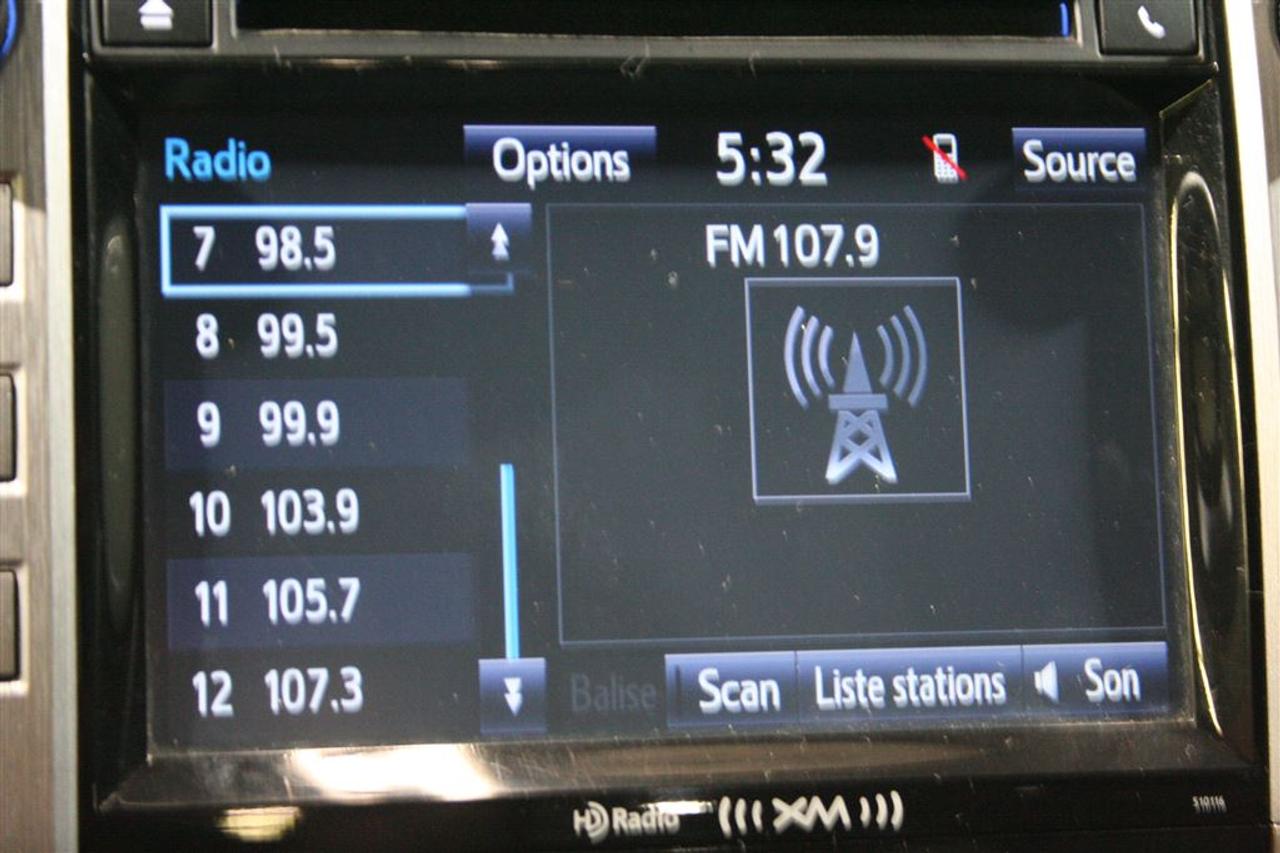 Radio Options 5:32 Source
7 98.5
FM 107.9
8 99.5
9 99.9
10 103.9
11 105.7
12 107.3
Balise Scan Liste stations Son
HD Radio XM
510116